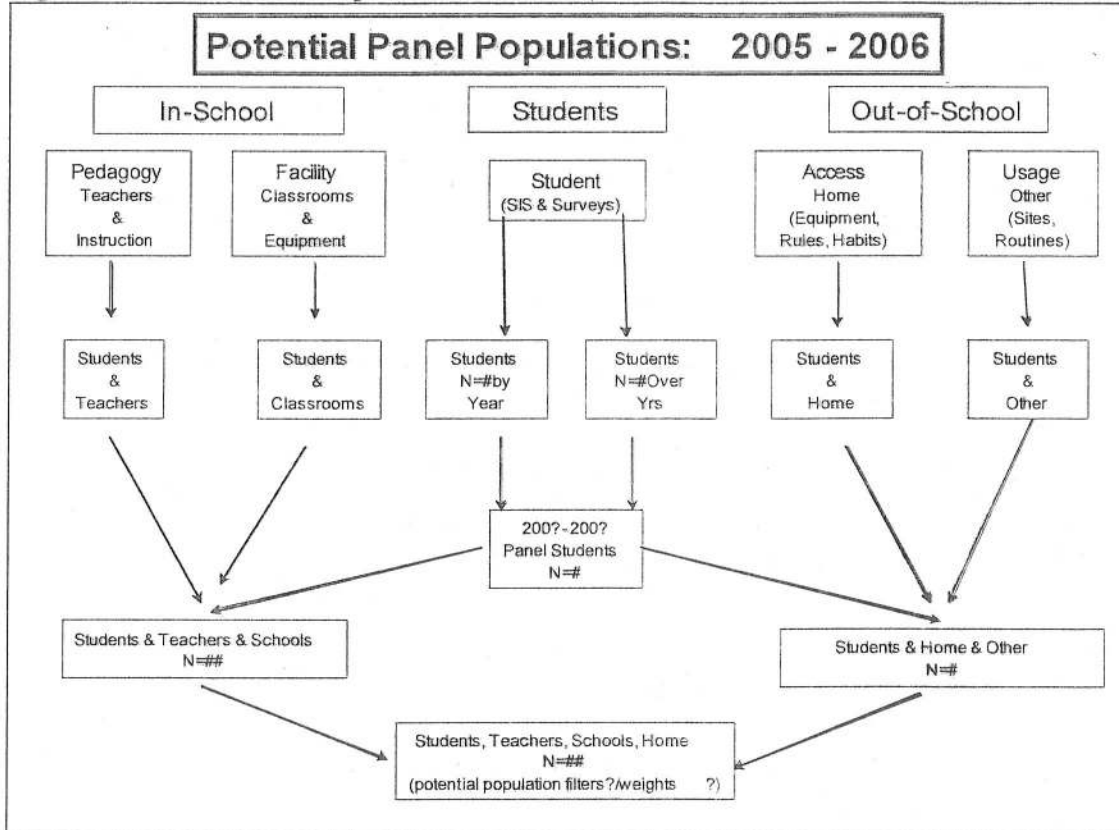 Potential Panel Populations: 2005 - 2006
In-School
Students
Out-of-School
Pedagogy
Teachers
&
Instruction
Facility
Classrooms
&
Equipment
Student
(SIS & Surveys)
Access
Home
(Equipment,
Rules, Habits)
Usage
Other
(Sites,
Routines)
Students
&
Teachers
Students
&
Classrooms
Students
N=#by
Year
Students
N=#Over
Yrs
Students
&
Home
Students
&
Other
200?-200?
Panel Students
N=#
Students & Teachers & Schools
N=##
Students & Home & Other
N=#
Students, Teachers, Schools, Home
N=##
(potential population filters?/weights ?)